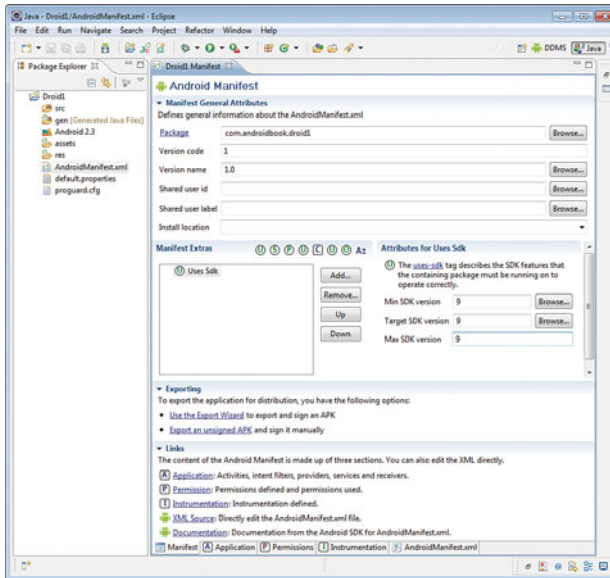 Java - Droid1/AndroidManifest.xml - Eclipse
File Edit Run Navigate Search Project Refactor Window Help
DDMS Java
Package Explorer
Droid1
src
gen [Generated Java Files]
Android 2.3
assets
res
AndroidManifest.xml
default.properties
proguard.cfg
Droid1 Manifest
Android Manifest
Manifest General Attributes
Defines general information about the AndroidManifest.xml
Package com.androidbook.droid1 Browse...
Version code 1
Version name 1.0 Browse...
Shared user id Browse...
Shared user label Browse...
Install location
Manifest Extras U S P U C U U Az
U Uses Sdk
Add...
Remove...
Up
Down
Attributes for Uses Sdk
U The uses-sdk tag describes the SDK features that
the containing package must be running on to
operate correctly.
Min SDK version 9 Browse...
Target SDK version 9 Browse...
Max SDK version 9
Exporting
To export the application for distribution, you have the following options:
• Use the Export Wizard to export and sign an APK
• Export an unsigned APK and sign it manually
Links
The content of the Android Manifest is made up of three sections. You can also edit the XML directly.
A Application: Activities, intent filters, providers, services and receivers.
P Permission: Permissions defined and permissions used.
I Instrumentation: Instrumentation defined.
XML Source: Directly edit the AndroidManifest.xml file.
Documentation: Documentation from the Android SDK for AndroidManifest.xml.
Manifest A Application P Permissions I Instrumentation AndroidManifest.xml